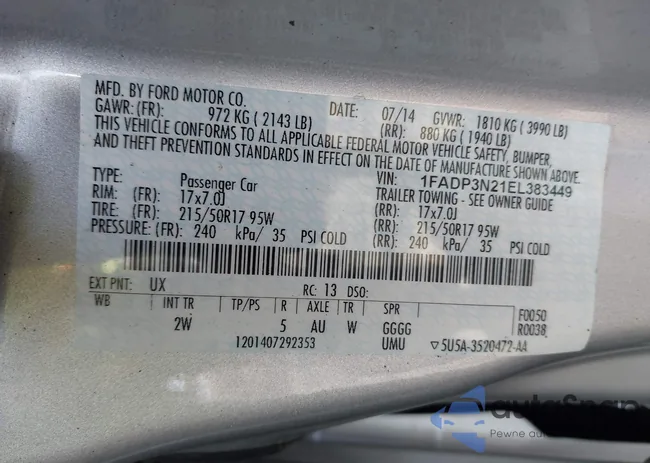 MFD. BY FORD MOTOR CO.
DATE: 07/14 GVWR: 1810 KG ( 3990 LB)
GAWR: (FR): 972 KG ( 2143 LB) (RR): 880 KG ( 1940 LB)
THIS VEHICLE CONFORMS TO ALL APPLICABLE FEDERAL MOTOR VEHICLE SAFETY, BUMPER,
AND THEFT PREVENTION STANDARDS IN EFFECT ON THE DATE OF MANUFACTURE SHOWN ABOVE.
VIN: 1FADP3N21EL383449
TYPE: Passenger Car TRAILER TOWING - SEE OWNER GUIDE
RIM: (FR): 17x7.0J (RR): 17x7.0J
TIRE: (FR): 215/50R17 95W (RR): 215/50R17 95W
PRESSURE: (FR): 240 kPa/ 35 PSI COLD (RR): 240 kPa/ 35 PSI COLD
EXT PNT: UX RC: 13 DSO:
WB INT TR TP/PS R AXLE TR SPR F0050
2W 5 AU W GGGG R0038
1201407292353 UMU ▽5U5A-3520472-AA
autoSnap
Pewne auto